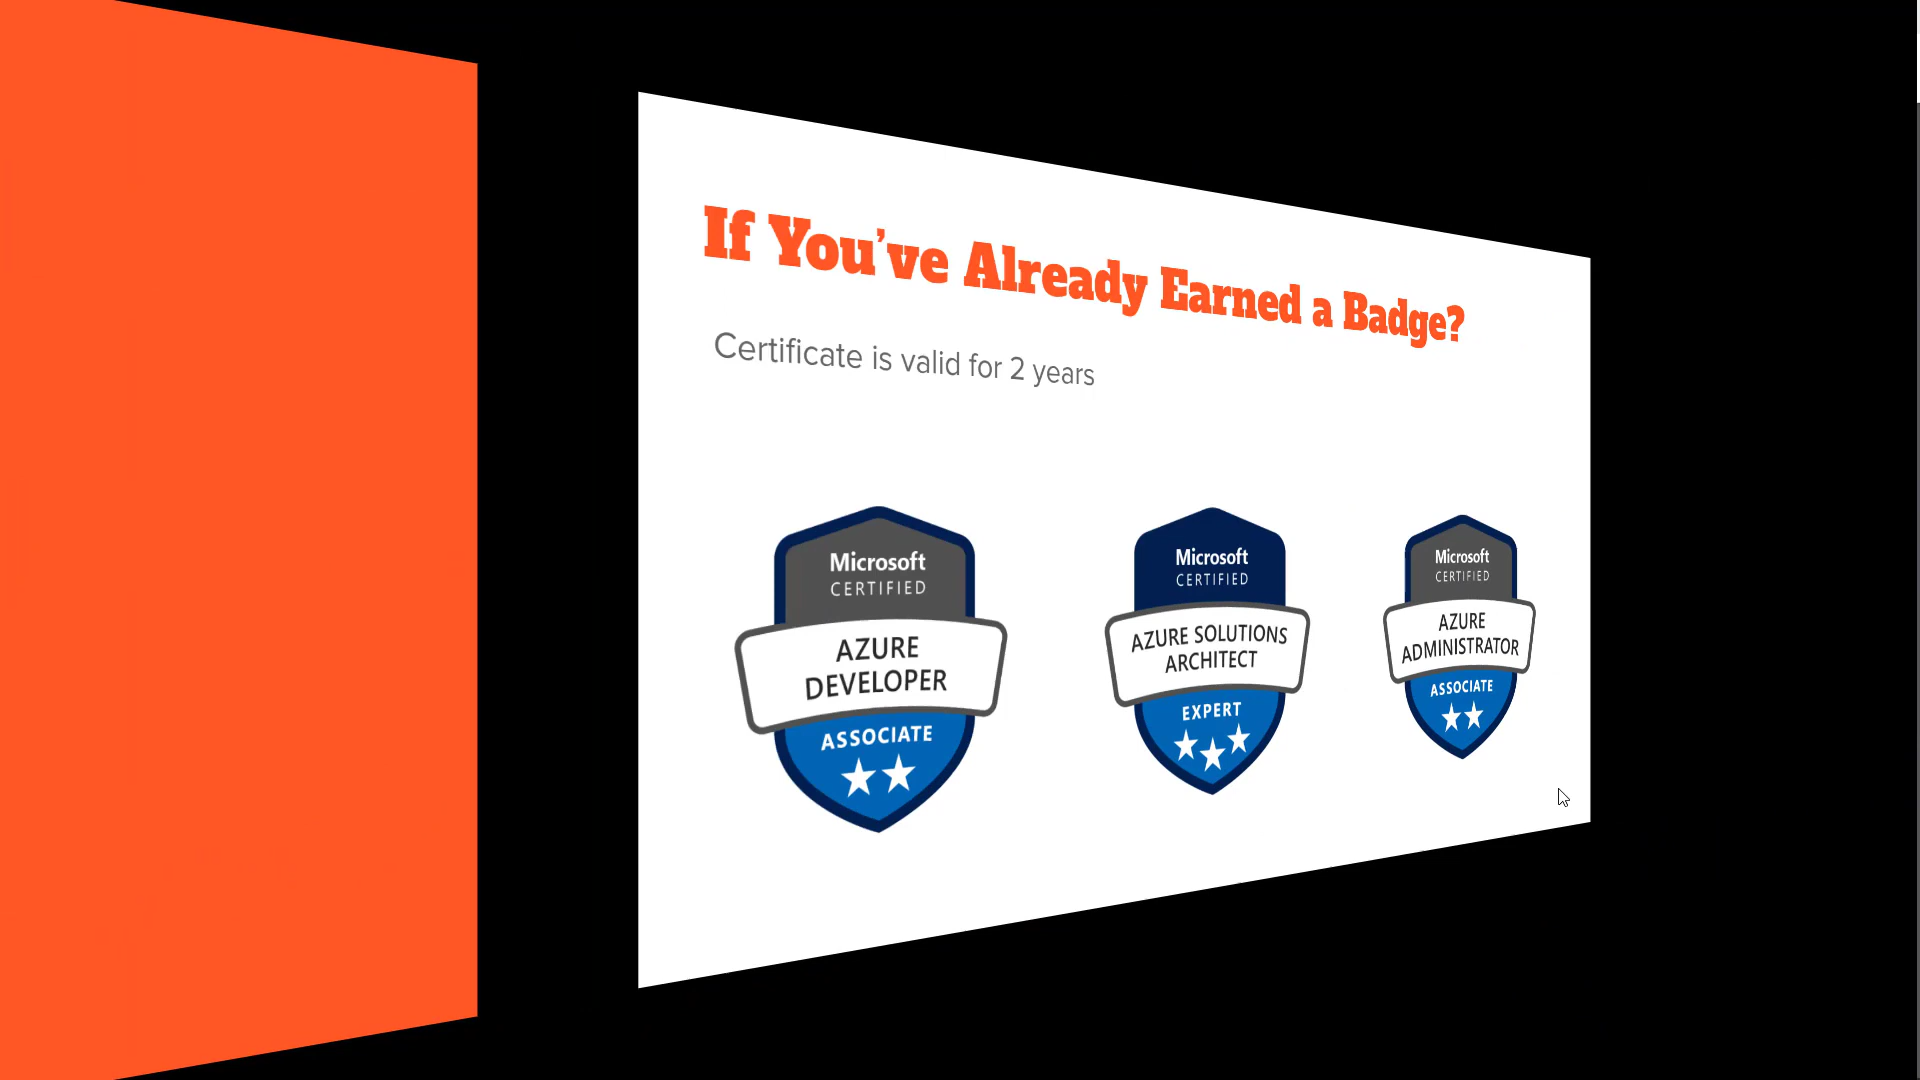 If You've Already Earned a Badge?
Certificate is valid for 2 years
Microsoft
CERTIFIED
AZURE
DEVELOPER
ASSOCIATE
Microsoft
CERTIFIED
AZURE SOLUTIONS
ARCHITECT
EXPERT
Microsoft
CERTIFIED
AZURE
ADMINISTRATOR
ASSOCIATE